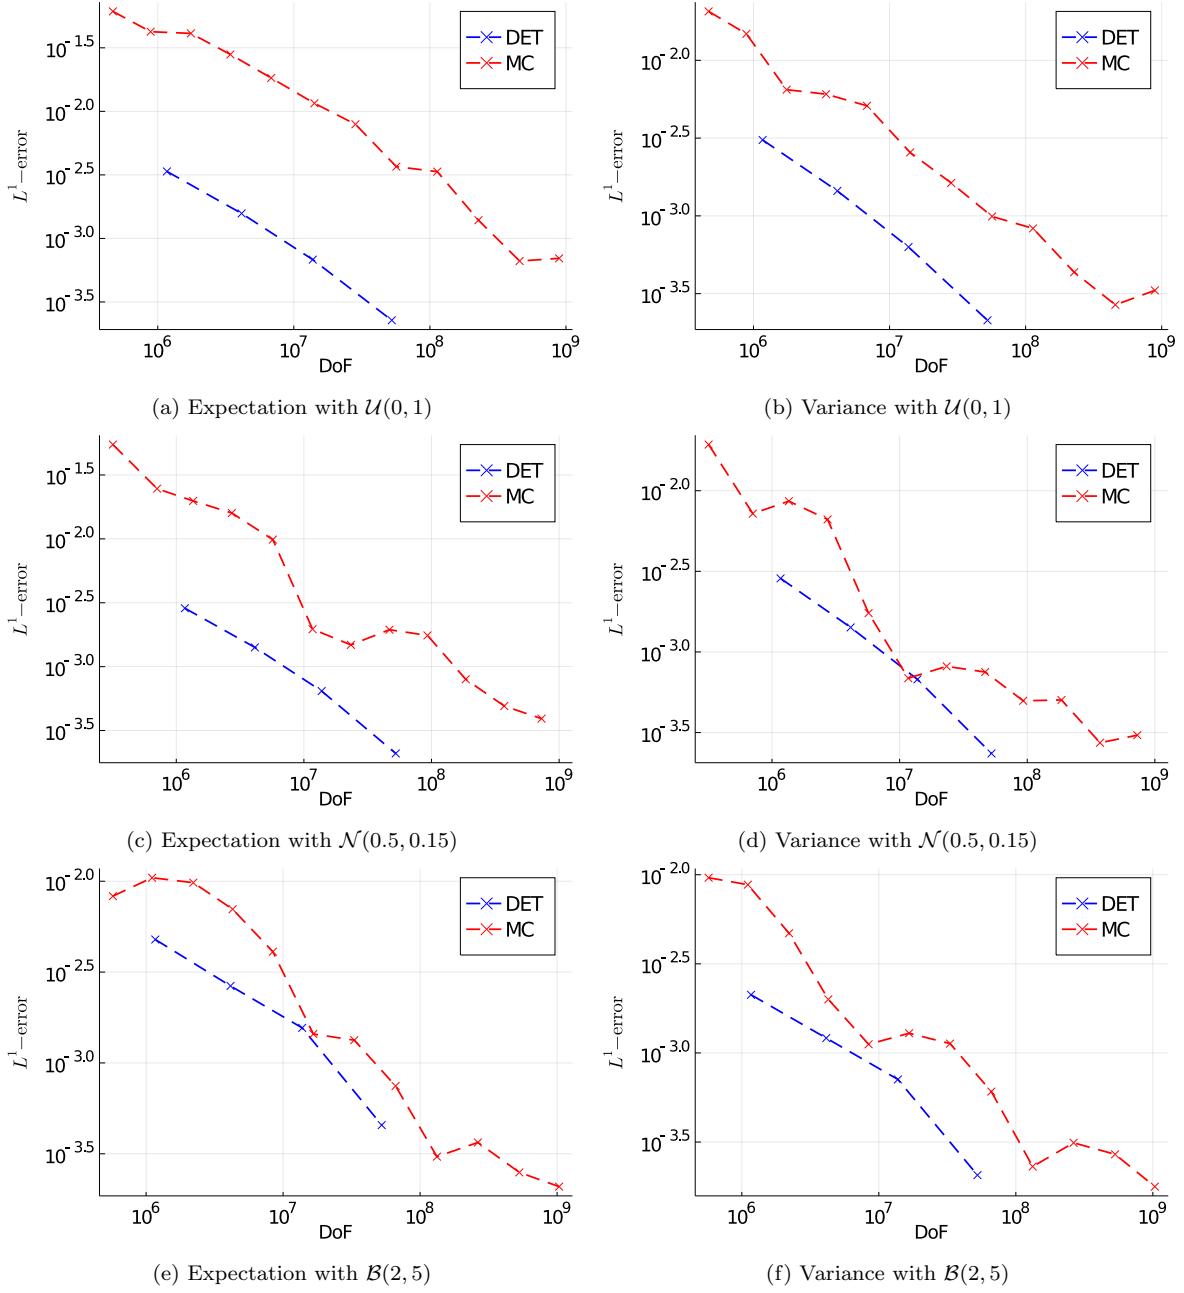 DET
MC
10^-1.5
10^-2.0
10^-2.5
10^-3.0
10^-3.5
L^1−error
10^6 10^7 10^8 10^9
DoF
(a) Expectation with 𝒰(0, 1)
DET
MC
10^-2.0
10^-2.5
10^-3.0
10^-3.5
L^1−error
10^6 10^7 10^8 10^9
DoF
(b) Variance with 𝒰(0, 1)
DET
MC
10^-1.5
10^-2.0
10^-2.5
10^-3.0
10^-3.5
L^1−error
10^6 10^7 10^8 10^9
DoF
(c) Expectation with 𝒩(0.5, 0.15)
DET
MC
10^-2.0
10^-2.5
10^-3.0
10^-3.5
L^1−error
10^6 10^7 10^8 10^9
DoF
(d) Variance with 𝒩(0.5, 0.15)
DET
MC
10^-2.0
10^-2.5
10^-3.0
10^-3.5
L^1−error
10^6 10^7 10^8 10^9
DoF
(e) Expectation with ℬ(2, 5)
DET
MC
10^-2.0
10^-2.5
10^-3.0
10^-3.5
L^1−error
10^6 10^7 10^8 10^9
DoF
(f) Variance with ℬ(2, 5)